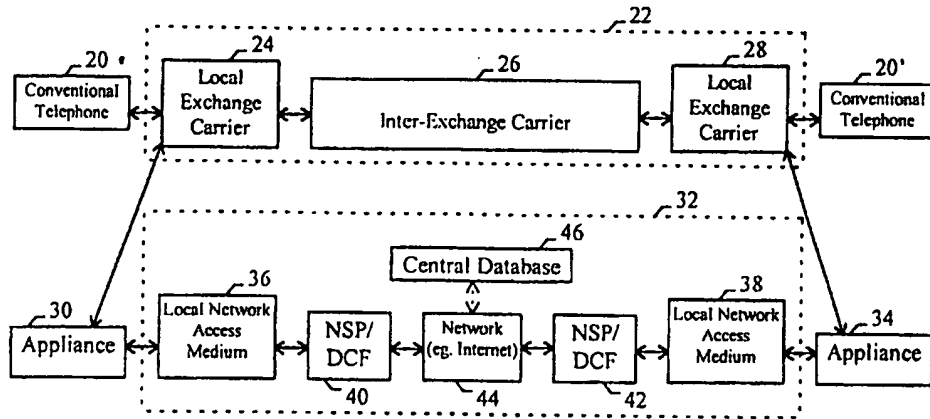 22
20
24
26
28
20'
Conventional
Telephone
Local
Exchange
Carrier
Inter-Exchange Carrier
Local
Exchange
Carrier
Conventional
Telephone
32
46
Central Database
36
38
30
34
Local Network
Access
Medium
NSP/
DCF
Network
(eg. Internet)
NSP/
DCF
Local Network
Access
Medium
Appliance
Appliance
40
44
42